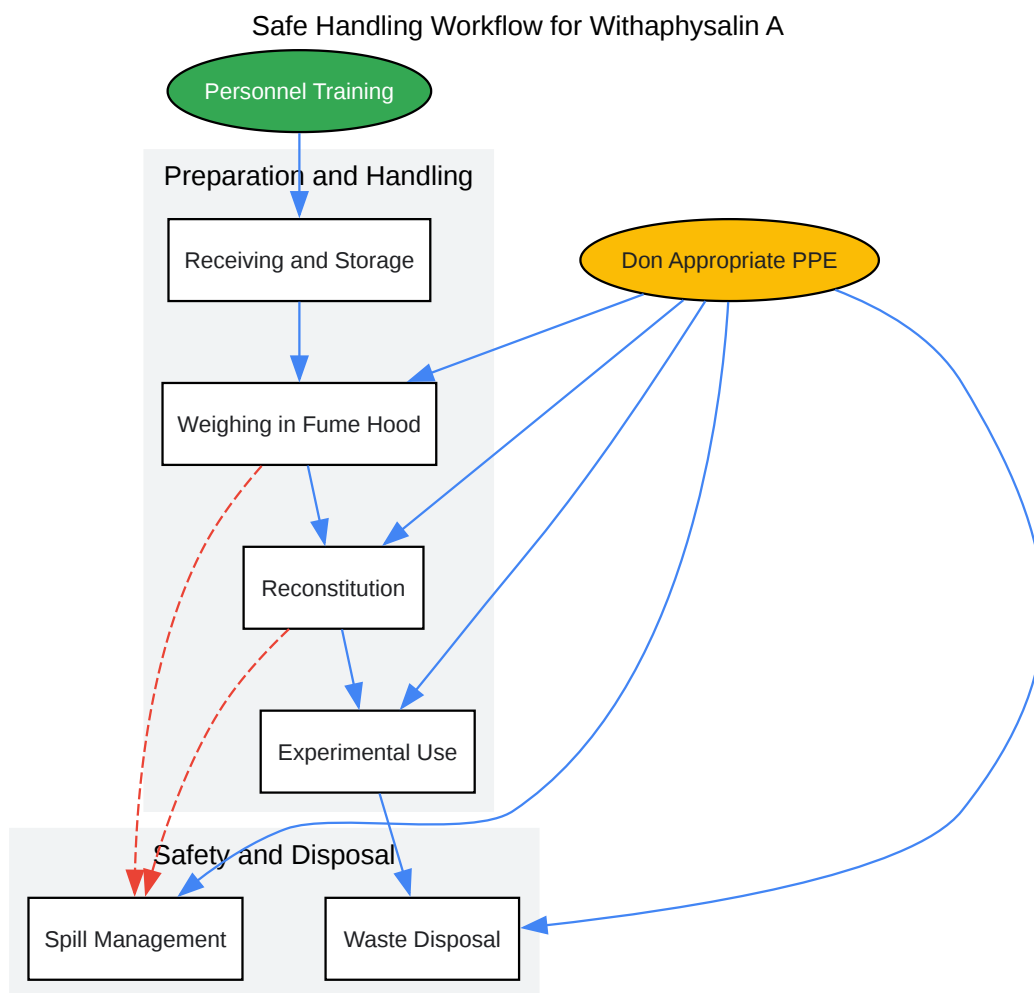 Safe Handling Workflow for Withaphysalin A
Personnel Training
Preparation and Handling
Receiving and Storage
Don Appropriate PPE
Weighing in Fume Hood
Reconstitution
Experimental Use
Safety and Disposal
Spill Management
Waste Disposal